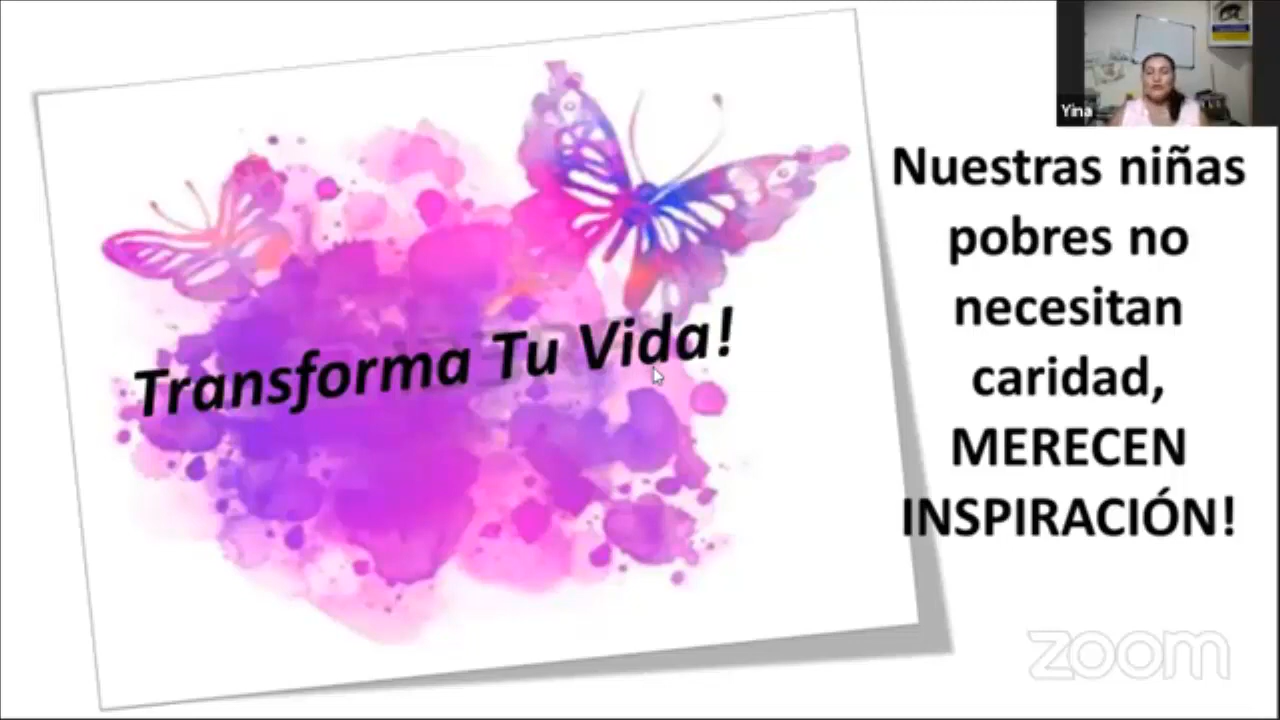 Yina
Transforma Tu Vida!
Nuestras niñas
pobres no
necesitan
caridad,
MERECEN
INSPIRACIÓN!
zoom